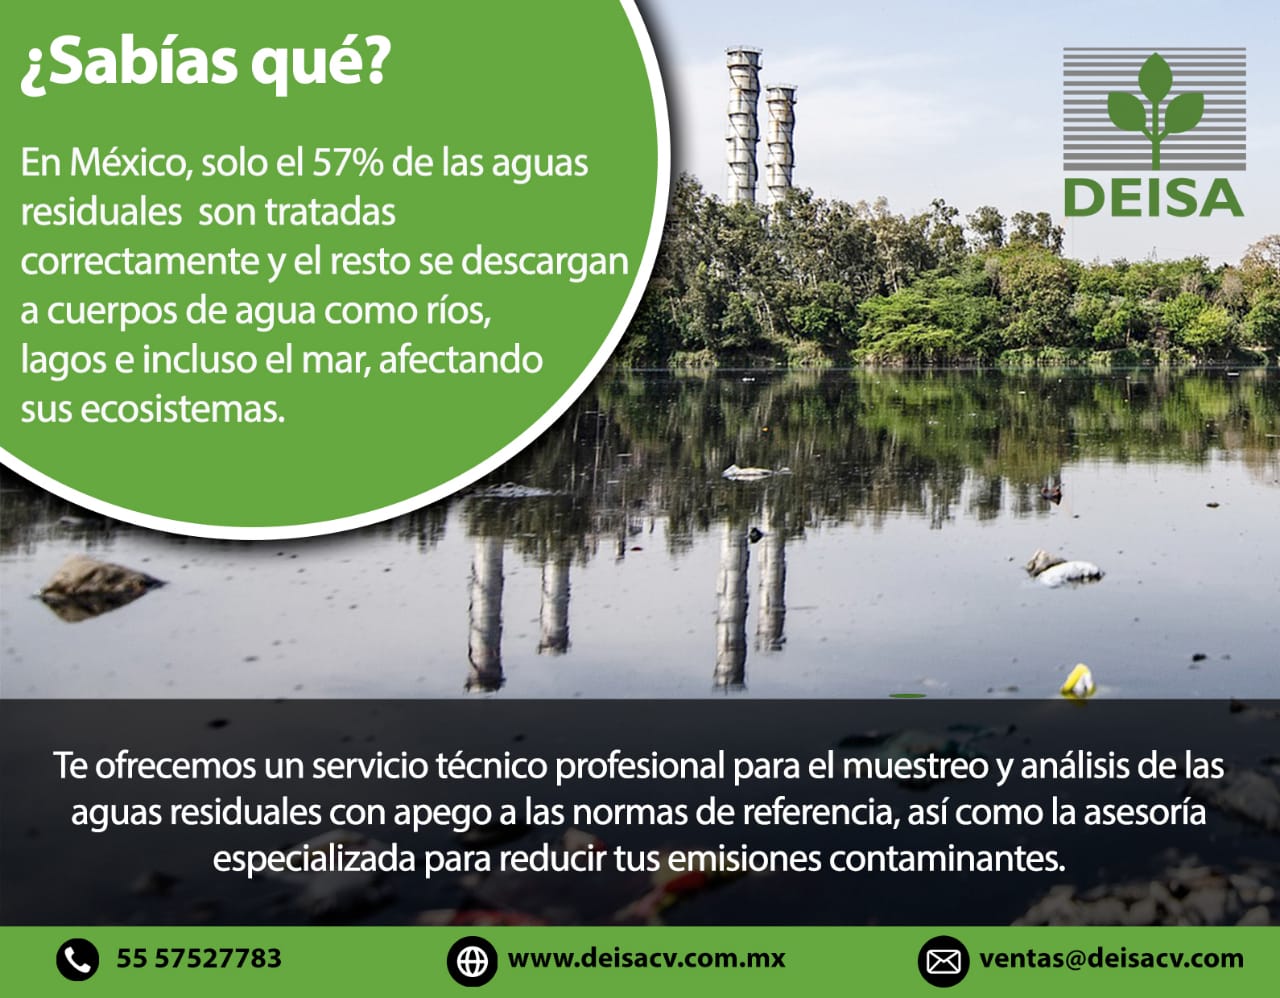 ¿Sabías qué?
En México, solo el 57% de las aguas
residuales  son tratadas
correctamente y el resto se descargan
a cuerpos de agua como ríos,
lagos e incluso el mar, afectando
sus ecosistemas.
DEISA
Te ofrecemos un servicio técnico profesional para el muestreo y análisis de las
aguas residuales con apego a las normas de referencia, así como la asesoría
especializada para reducir tus emisiones contaminantes.
55 57527783
www.deisacv.com.mx
ventas@deisacv.com